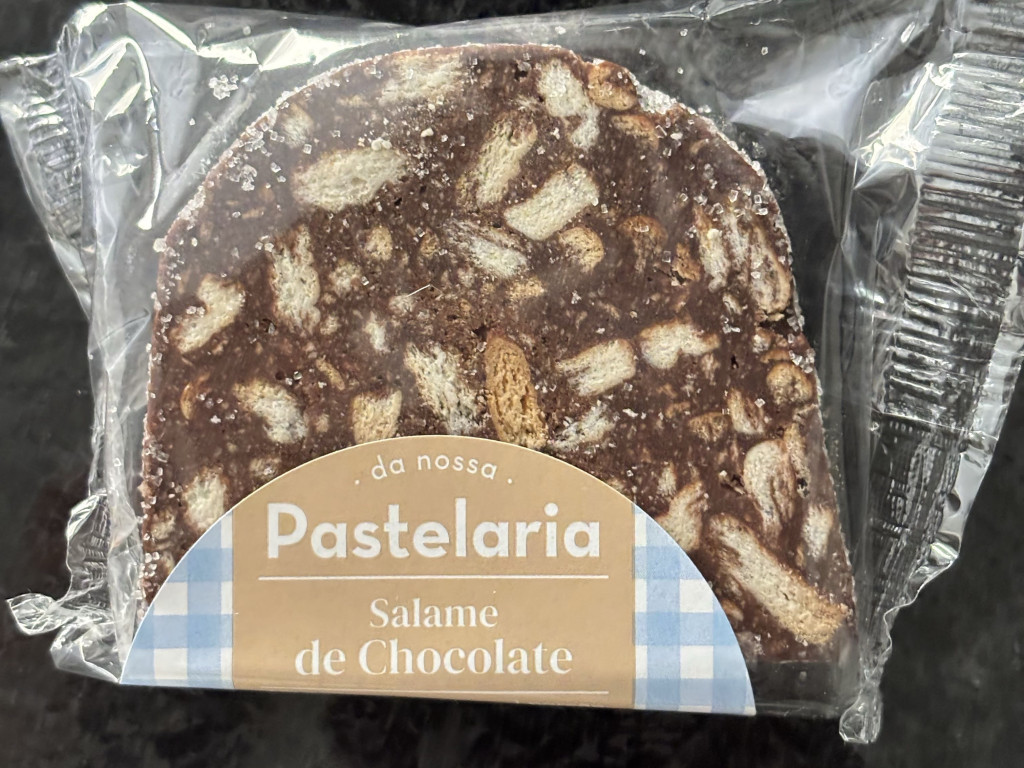 . da nossa .
Pastelaria
Salame
de Chocolate